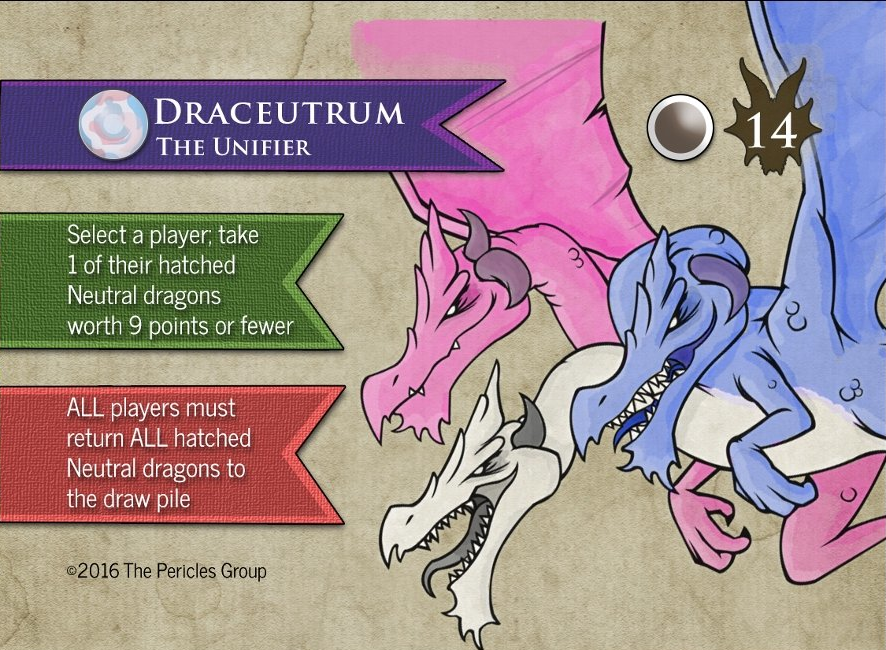 DRACEUTRUM
THE UNIFIER
14
Select a player; take
1 of their hatched
Neutral dragons
worth 9 points or fewer
ALL players must
return ALL hatched
Neutral dragons to
the draw pile
©2016 The Pericles Group